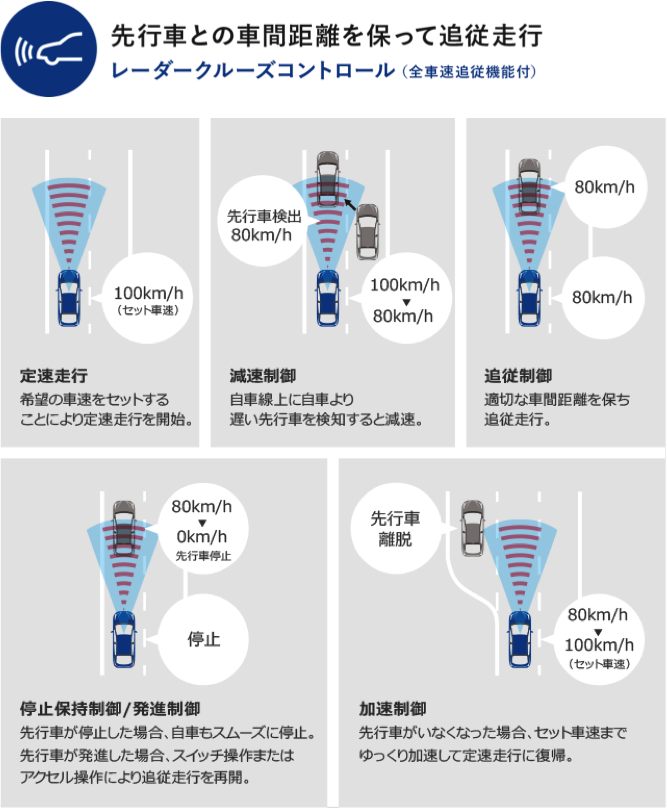 先行車との車間距離を保って追従走行
レーダークルーズコントロール（全車速追従機能付）
100km/h
（セット車速）
定速走行
希望の車速をセットする
ことにより定速走行を開始。
先行車検出
80km/h
100km/h
▼
80km/h
減速制御
自車線上に自車より
遅い先行車を検知すると減速。
80km/h
80km/h
追従制御
適切な車間距離を保ち
追従走行。
80km/h
▼
0km/h
先行車停止
停止
停止保持制御/発進制御
先行車が停止した場合、自車もスムーズに停止。
先行車が発進した場合、スイッチ操作または
アクセル操作により追従走行を再開。
先行車
離脱
80km/h
▼
100km/h
（セット車速）
加速制御
先行車がいなくなった場合、セット車速まで
ゆっくり加速して定速走行に復帰。